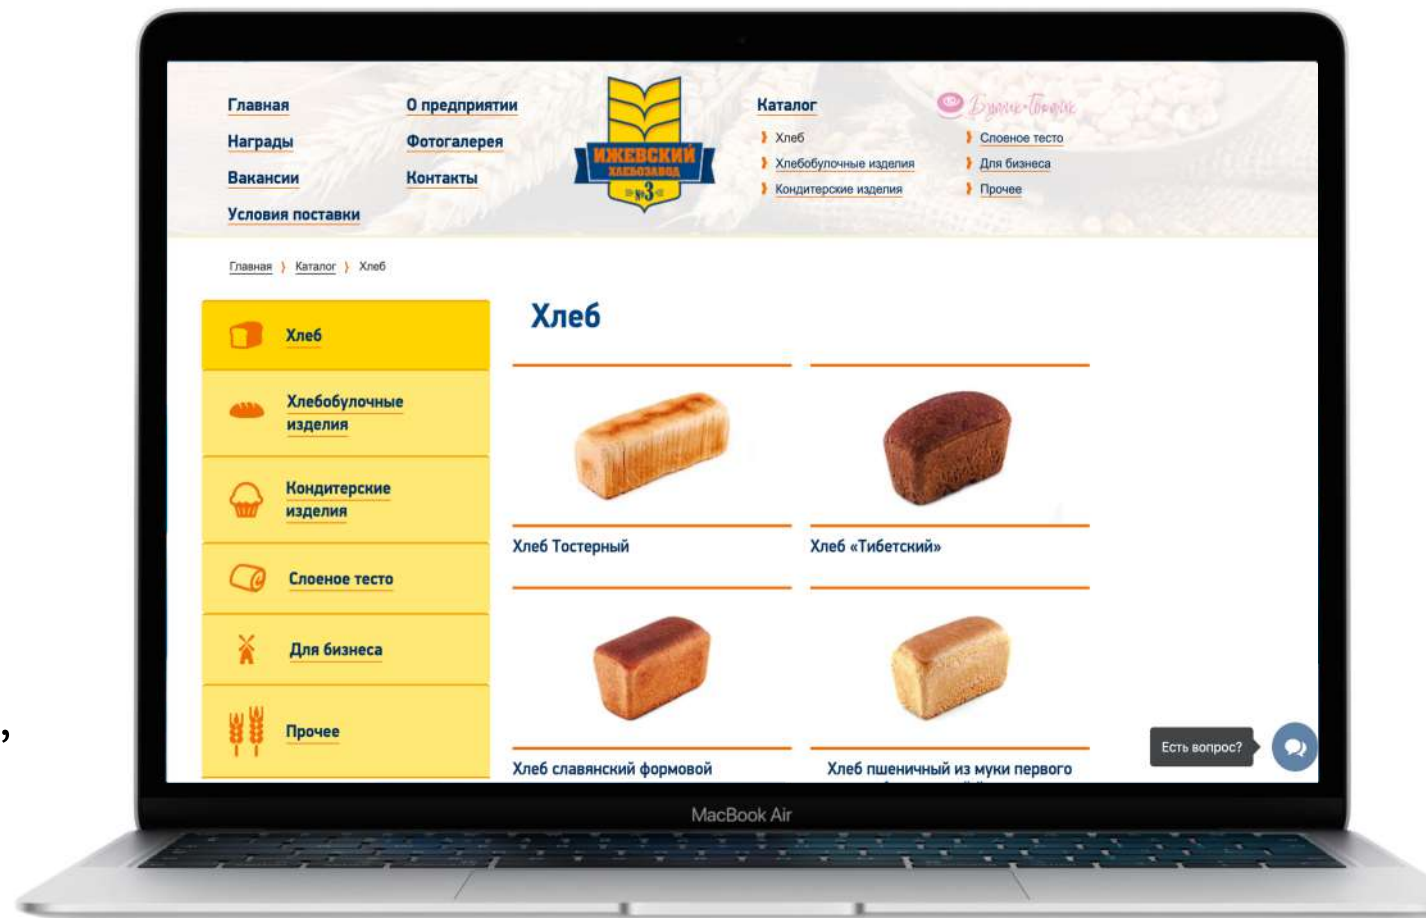 Главная
Награды
Вакансии
Условия поставки
О предприятии
Фотогалерея
Контакты
ИЖЕВСКИЙ
ХЛЕБОЗАВОД
№3
Каталог
Хлеб
Хлебобулочные изделия
Кондитерские изделия
Слоеное тесто
Для бизнеса
Прочее
Главная } Каталог } Хлеб
Хлеб
Хлебобулочные
изделия
Кондитерские
изделия
Слоеное тесто
Для бизнеса
Прочее
Хлеб
Хлеб Тостерный
Хлеб «Тибетский»
Хлеб славянский формовой
Хлеб пшеничный из муки первого
Есть вопрос?
,
MacBook Air